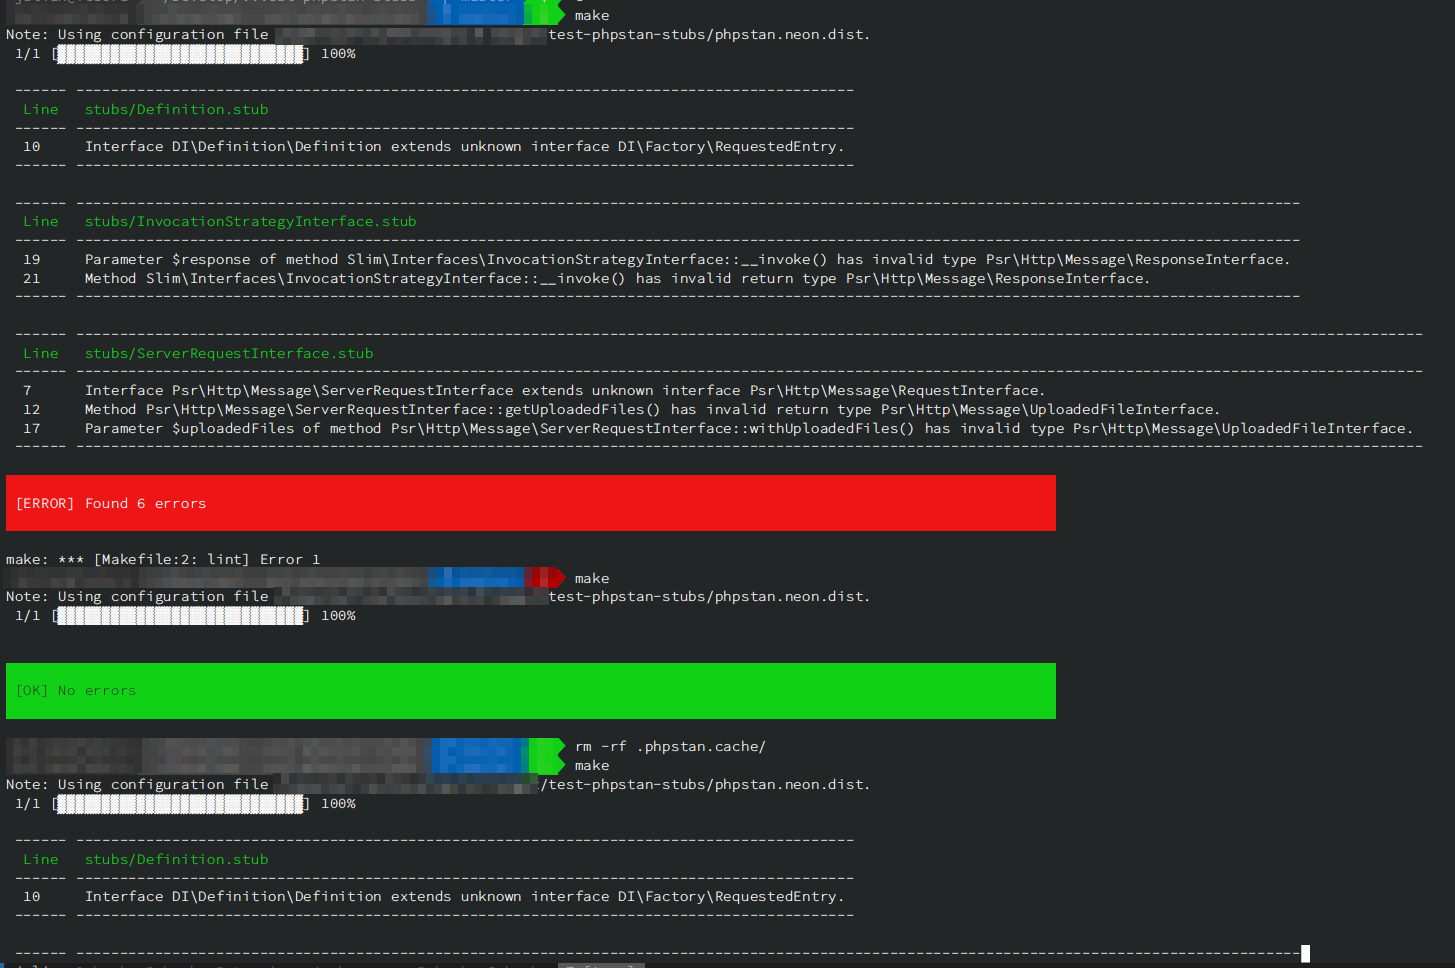 make
Note: Using configuration file test-phpstan-stubs/phpstan.neon.dist.
1/1 [▓▓▓▓▓▓▓▓▓▓▓▓▓▓▓▓▓▓▓▓▓▓▓▓▓▓▓▓] 100%
------ -----------------------------------------------------------------------------------------
Line stubs/Definition.stub
------ -----------------------------------------------------------------------------------------
10 Interface DI\Definition\Definition extends unknown interface DI\Factory\RequestedEntry.
------ -----------------------------------------------------------------------------------------
------ --------------------------------------------------------------------------------------------------------------------------------------------
Line stubs/InvocationStrategyInterface.stub
------ --------------------------------------------------------------------------------------------------------------------------------------------
19 Parameter $response of method Slim\Interfaces\InvocationStrategyInterface::__invoke() has invalid type Psr\Http\Message\ResponseInterface.
21 Method Slim\Interfaces\InvocationStrategyInterface::__invoke() has invalid return type Psr\Http\Message\ResponseInterface.
------ --------------------------------------------------------------------------------------------------------------------------------------------
------ ----------------------------------------------------------------------------------------------------------------------------------------------------------
Line stubs/ServerRequestInterface.stub
------ ----------------------------------------------------------------------------------------------------------------------------------------------------------
7 Interface Psr\Http\Message\ServerRequestInterface extends unknown interface Psr\Http\Message\RequestInterface.
12 Method Psr\Http\Message\ServerRequestInterface::getUploadedFiles() has invalid return type Psr\Http\Message\UploadedFileInterface.
17 Parameter $uploadedFiles of method Psr\Http\Message\ServerRequestInterface::withUploadedFiles() has invalid type Psr\Http\Message\UploadedFileInterface.
------ ----------------------------------------------------------------------------------------------------------------------------------------------------------
[ERROR] Found 6 errors
make: *** [Makefile:2: lint] Error 1
make
Note: Using configuration file test-phpstan-stubs/phpstan.neon.dist.
1/1 [▓▓▓▓▓▓▓▓▓▓▓▓▓▓▓▓▓▓▓▓▓▓▓▓▓▓▓▓] 100%
[OK] No errors
rm -rf .phpstan.cache/
make
Note: Using configuration file /test-phpstan-stubs/phpstan.neon.dist.
1/1 [▓▓▓▓▓▓▓▓▓▓▓▓▓▓▓▓▓▓▓▓▓▓▓▓▓▓▓▓] 100%
------ -----------------------------------------------------------------------------------------
Line stubs/Definition.stub
------ -----------------------------------------------------------------------------------------
10 Interface DI\Definition\Definition extends unknown interface DI\Factory\RequestedEntry.
------ -----------------------------------------------------------------------------------------
------ --------------------------------------------------------------------------------------------------------------------------------------------